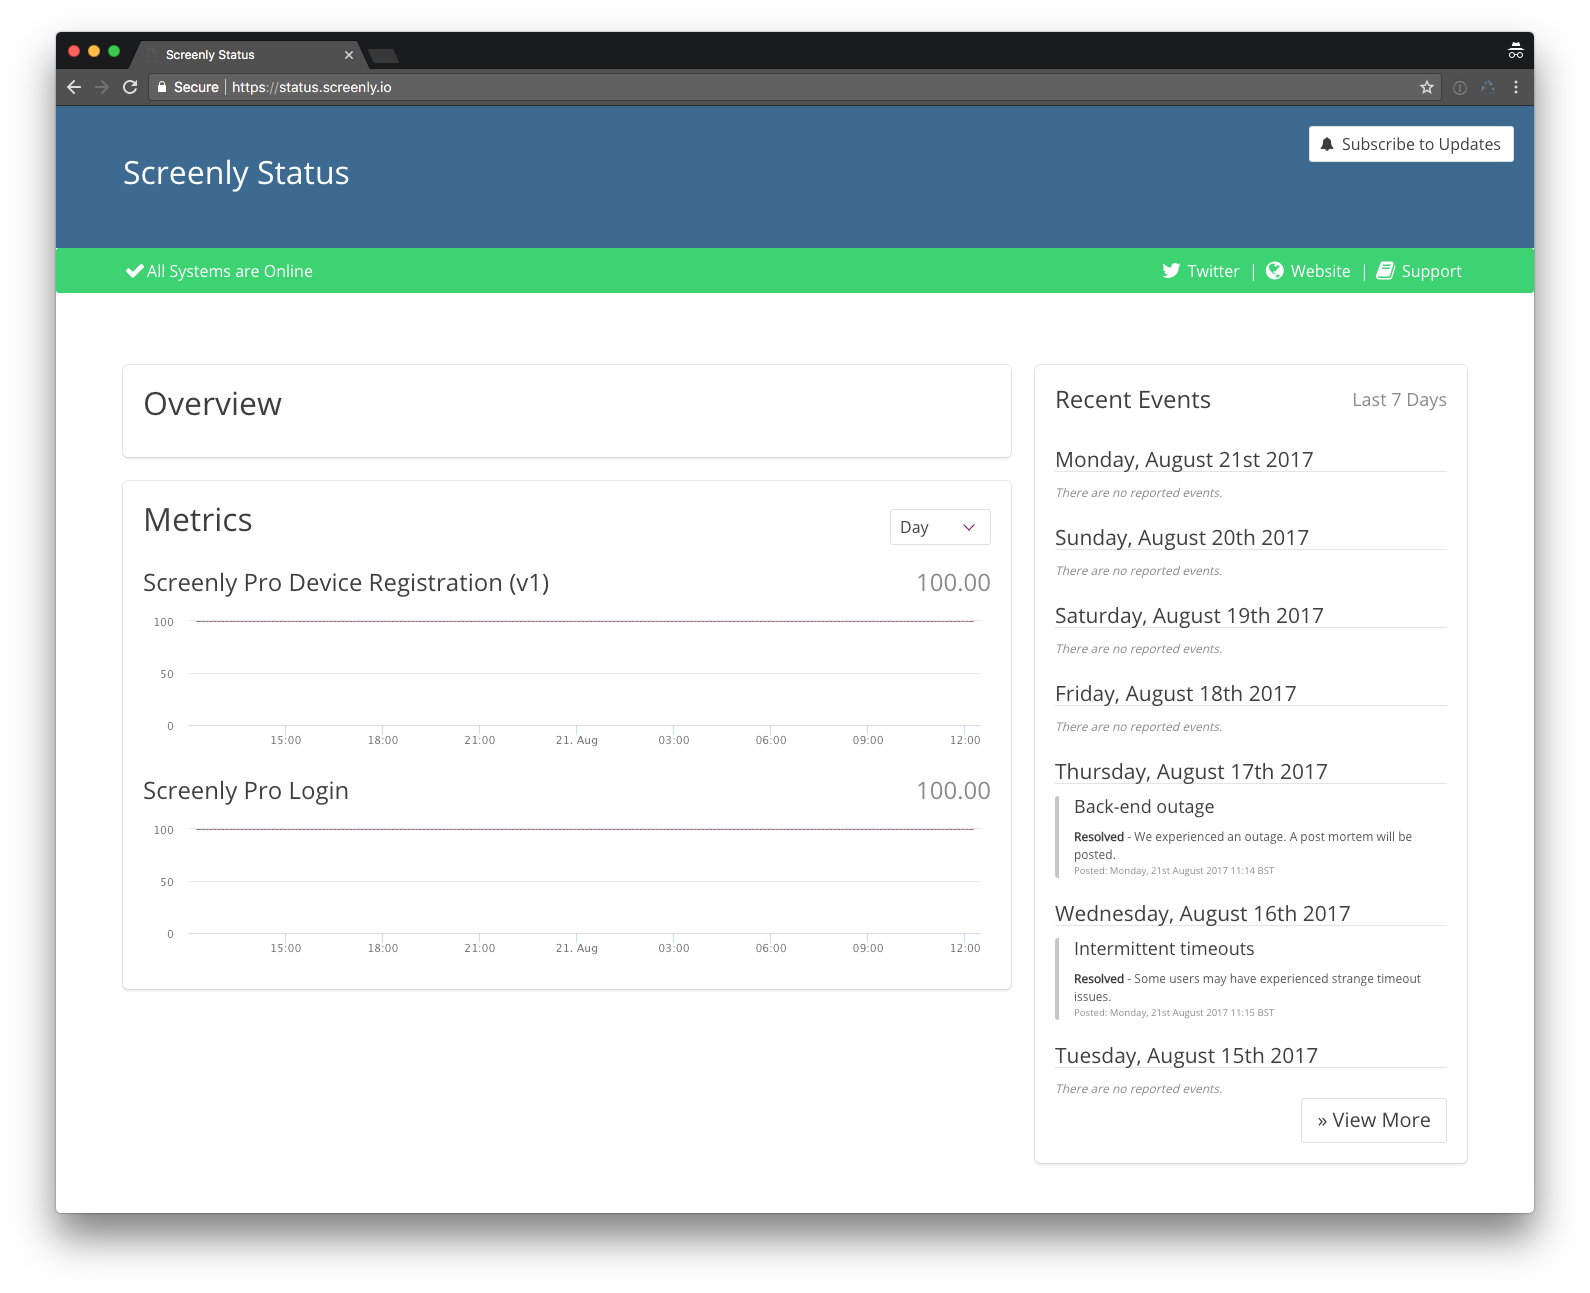 Screenly Status
Secure | https://status.screenly.io
Subscribe to Updates
Screenly Status
All Systems are Online
Twitter | Website | Support
Overview
Metrics
Day
Screenly Pro Device Registration (v1)
100.00
100
50
0
15:00 18:00 21:00 21. Aug 03:00 06:00 09:00 12:00
Screenly Pro Login
100.00
100
50
0
15:00 18:00 21:00 21. Aug 03:00 06:00 09:00 12:00
Recent Events
Last 7 Days
Monday, August 21st 2017
There are no reported events.
Sunday, August 20th 2017
There are no reported events.
Saturday, August 19th 2017
There are no reported events.
Friday, August 18th 2017
There are no reported events.
Thursday, August 17th 2017
Back-end outage
Resolved - We experienced an outage. A post mortem will be
posted.
Posted: Monday, 21st August 2017 11:14 BST
Wednesday, August 16th 2017
Intermittent timeouts
Resolved - Some users may have experienced strange timeout
issues.
Posted: Monday, 21st August 2017 11:15 BST
Tuesday, August 15th 2017
There are no reported events.
» View More